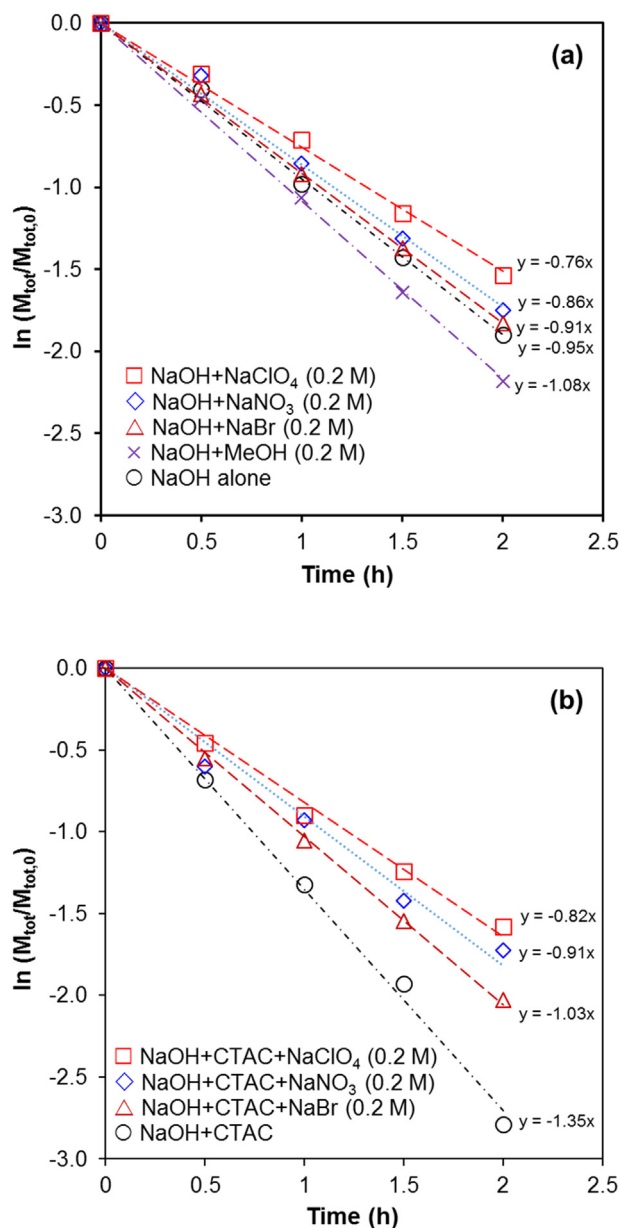 (a)
ln (Mtot/Mtot,0)
0.0
-0.5
-1.0
-1.5
-2.0
-2.5
-3.0
y = -0.76x
y = -0.86x
y = -0.91x
y = -0.95x
y = -1.08x
NaOH+NaClO4 (0.2 M)
NaOH+NaNO3 (0.2 M)
NaOH+NaBr (0.2 M)
NaOH+MeOH (0.2 M)
NaOH alone
0 0.5 1 1.5 2 2.5
Time (h)
(b)
ln (Mtot/Mtot,0)
0.0
-0.5
-1.0
-1.5
-2.0
-2.5
-3.0
y = -0.82x
y = -0.91x
y = -1.03x
y = -1.35x
NaOH+CTAC+NaClO4 (0.2 M)
NaOH+CTAC+NaNO3 (0.2 M)
NaOH+CTAC+NaBr (0.2 M)
NaOH+CTAC
0 0.5 1 1.5 2 2.5
Time (h)